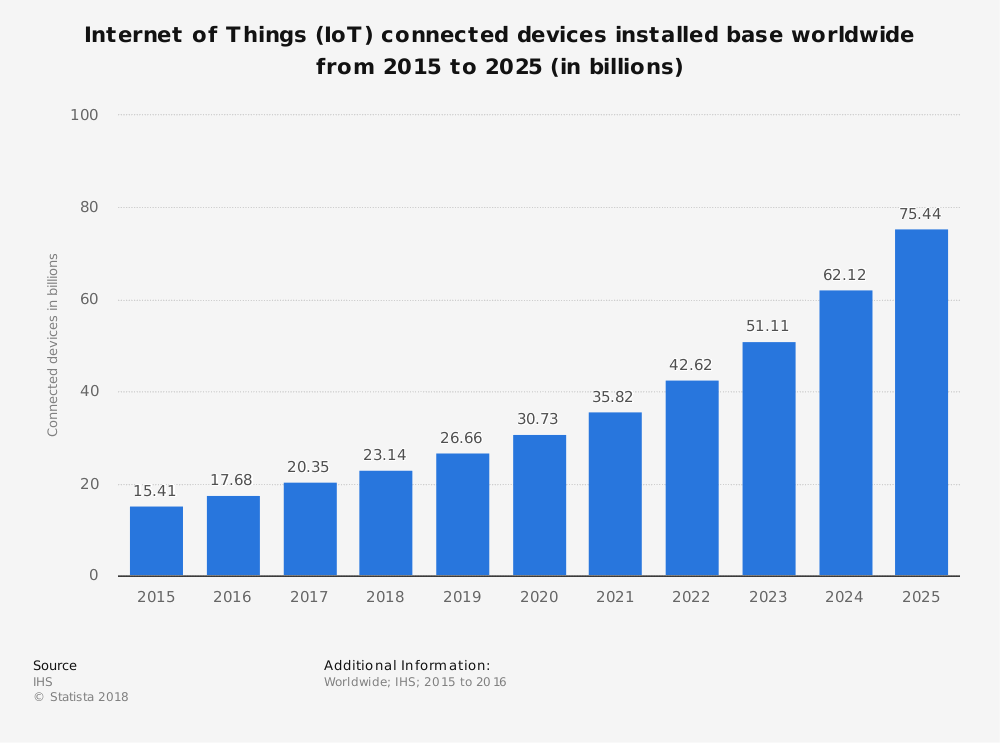 Internet of Things (IoT) connected devices installed base worldwide
from 2015 to 2025 (in billions)
Connected devices in billions
100
80
60
40
20
0
15.41
17.68
20.35
23.14
26.66
30.73
35.82
42.62
51.11
62.12
75.44
2015 2016 2017 2018 2019 2020 2021 2022 2023 2024 2025
Source
IHS
© Statista 2018
Additional Information:
Worldwide; IHS; 2015 to 2016